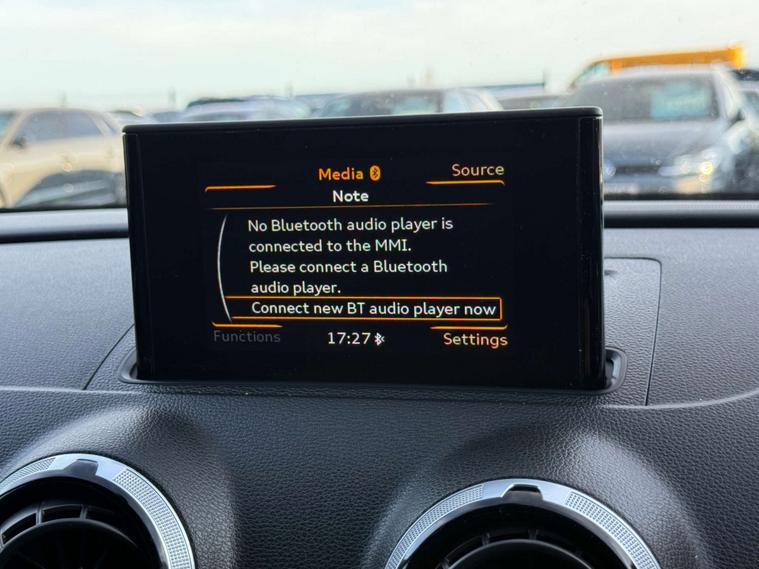 Media
Source
Note
No Bluetooth audio player is
connected to the MMI.
Please connect a Bluetooth
audio player.
Connect new BT audio player now
Functions
17:27
Settings